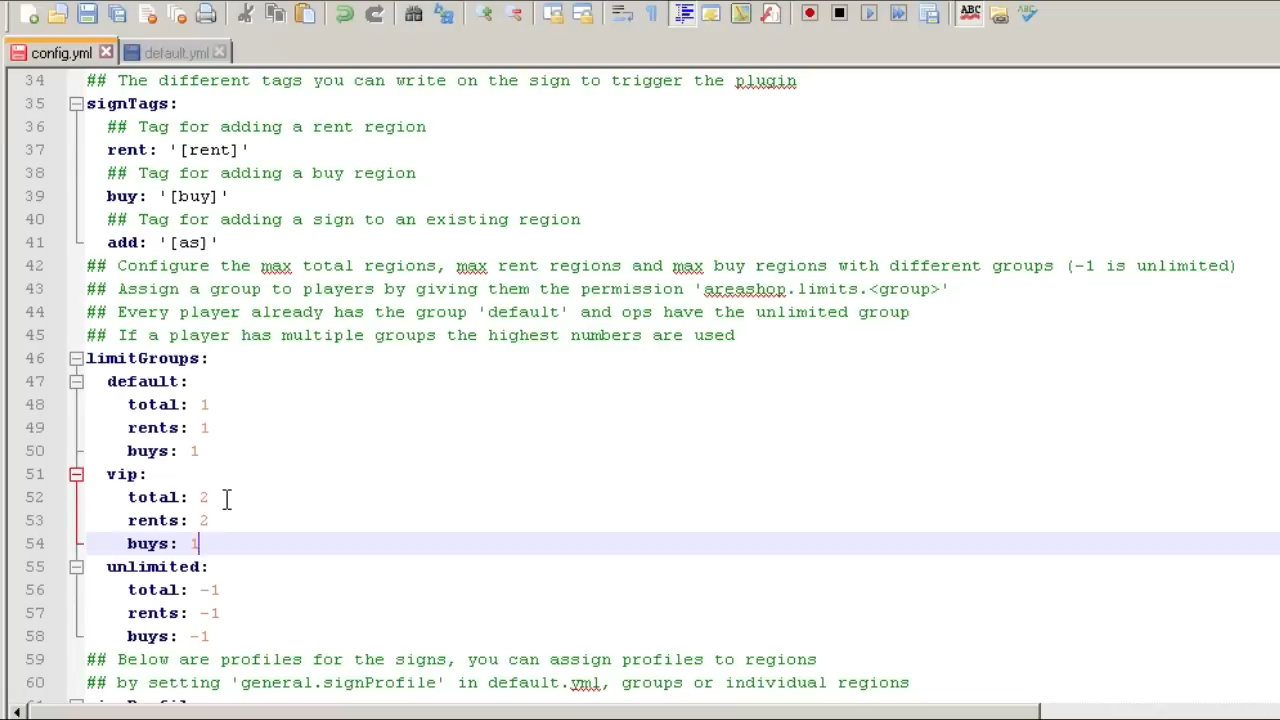 ABC
config.yml default.yml
34 ## The different tags you can write on the sign to trigger the plugin
35 signTags:
36 ## Tag for adding a rent region
37 rent: '[rent]'
38 ## Tag for adding a buy region
39 buy: '[buy]'
40 ## Tag for adding a sign to an existing region
41 add: '[as]'
42 ## Configure the max total regions, max rent regions and max buy regions with different groups (-1 is unlimited)
43 ## Assign a group to players by giving them the permission 'areashop.limits.<group>'
44 ## Every player already has the group 'default' and ops have the unlimited group
45 ## If a player has multiple groups the highest numbers are used
46 limitGroups:
47 default:
48 total: 1
49 rents: 1
50 buys: 1
51 vip:
52 total: 2
53 rents: 2
54 buys: 1
55 unlimited:
56 total: -1
57 rents: -1
58 buys: -1
59 ## Below are profiles for the signs, you can assign profiles to regions
60 ## by setting 'general.signProfile' in default.yml, groups or individual regions